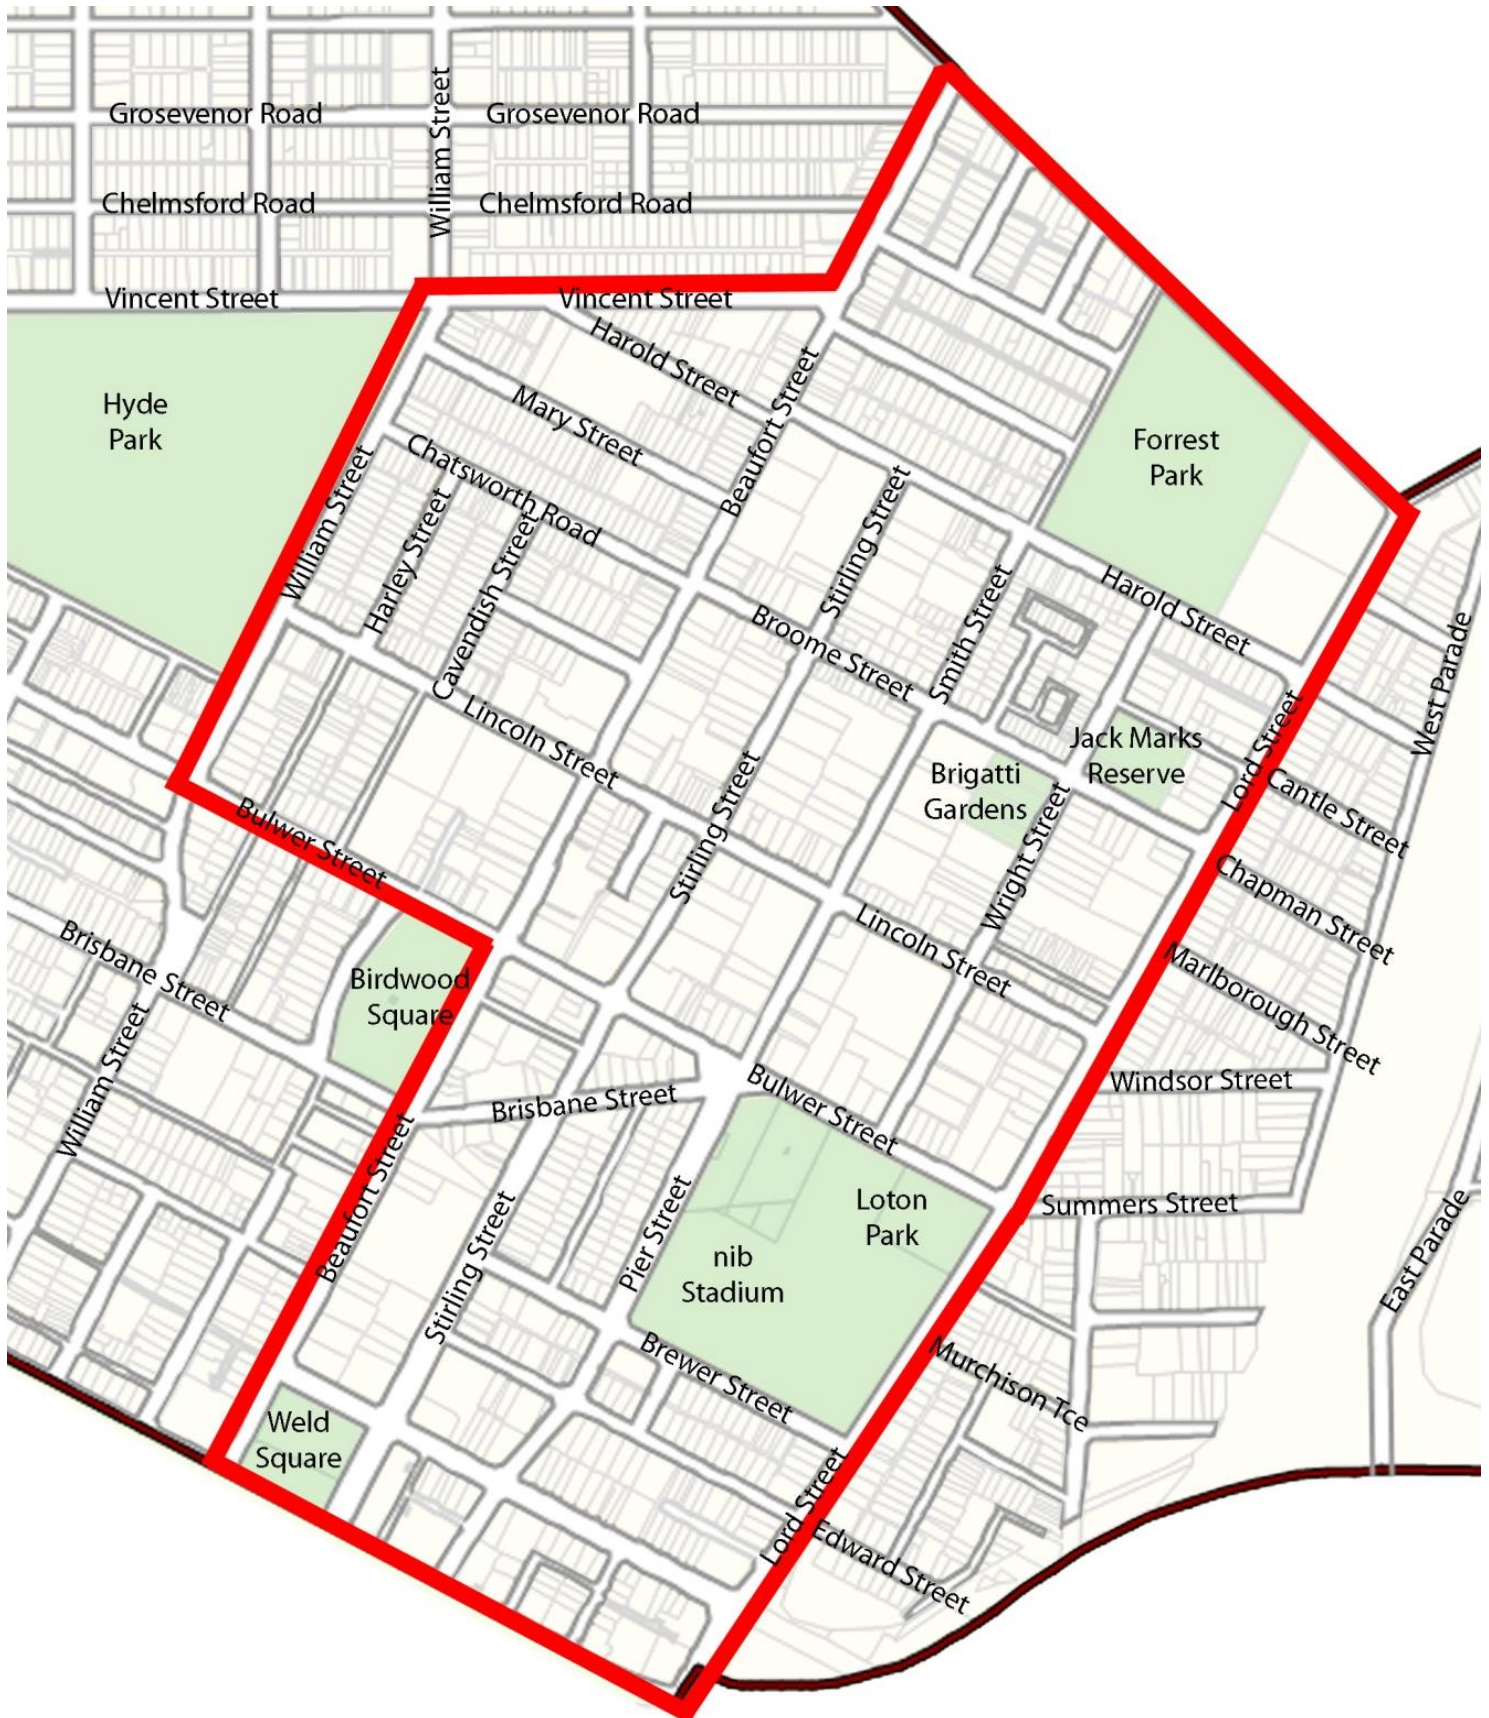 Grosevenor Road
William Street
Grosevenor Road
Chelmsford Road
Chelmsford Road
Vincent Street
Vincent Street
Harold Street
Beaufort Street
Hyde
Park
Mary Street
Forrest
Park
Chatsworth Road
William Street
Harley Street
Cavendish Street
Stirling Street
Harold Street
Smith Street
Broome Street
West Parade
Lincoln Street
Lord Street
Jack Marks
Reserve
Brigatti
Gardens
Cantle Street
Stirling Street
Wright Street
Bulwer Street
Chapman Street
Lincoln Street
Brisbane Street
Birdwood
Square
Marlborough Street
William Street
Windsor Street
Bulwer Street
Brisbane Street
Beaufort Street
Loton
Park
Summers Street
Pier Street
nib
Stadium
East Parade
Stirling Street
Brewer Street
Murchison Tce
Weld
Square
Lord Street
Edward Street